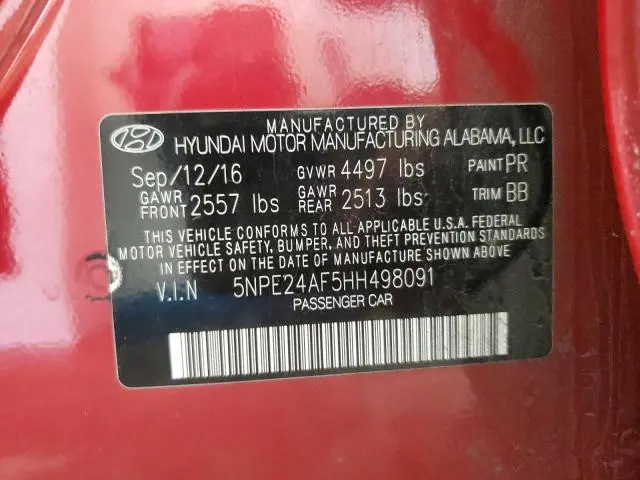 MANUFACTURED BY
HYUNDAI MOTOR MANUFACTURING ALABAMA, LLC
Sep/12/16 GVWR 4497 lbs PAINT PR
GAWR FRONT 2557 lbs GAWR REAR 2513 lbs TRIM BB
THIS VEHICLE CONFORMS TO ALL APPLICABLE U.S.A. FEDERAL
MOTOR VEHICLE SAFETY, BUMPER, AND THEFT PREVENTION STANDARDS
IN EFFECT ON THE DATE OF MANUFACTURE SHOWN ABOVE.
V.I.N 5NPE24AF5HH498091
PASSENGER CAR